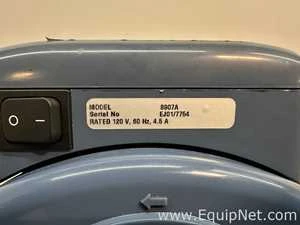 MODEL 8907A
Serial No EJ01/7764
RATED 120 V, 60 Hz, 4.5 A
O I
www.EquipNet.com